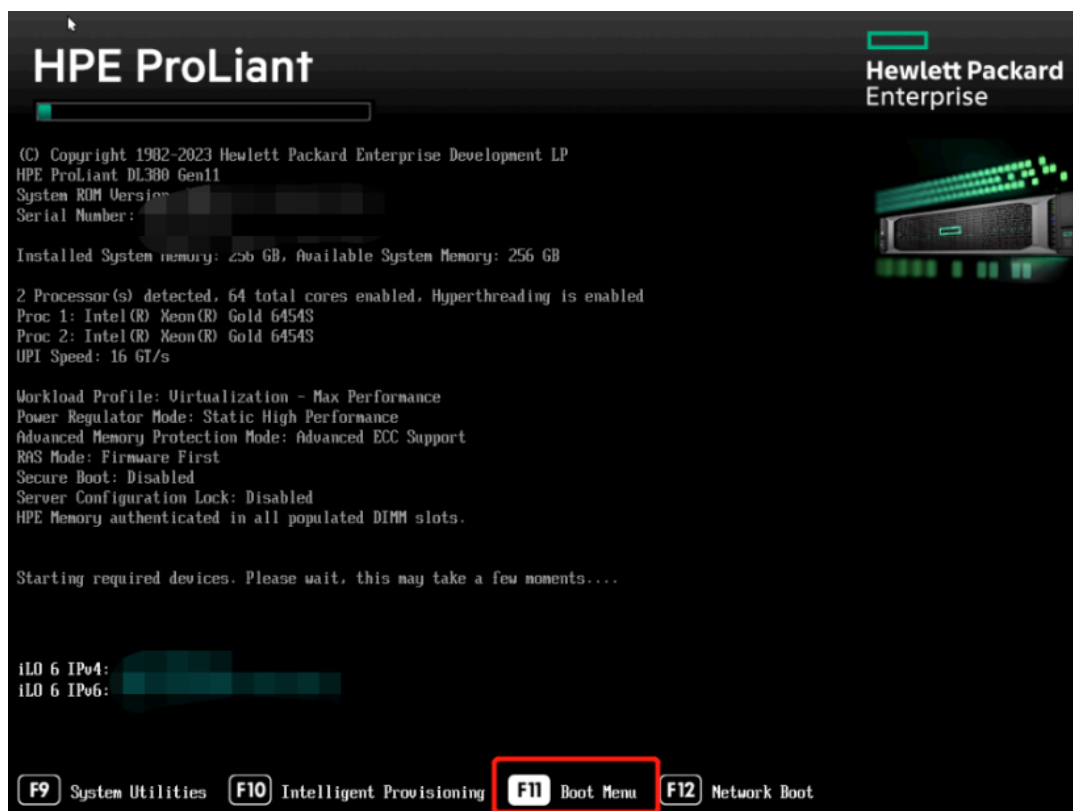 HPE ProLiant
Hewlett Packard
Enterprise
(C) Copyright 1982-2023 Hewlett Packard Enterprise Development LP
HPE ProLiant DL380 Gen11
System ROM Version
Serial Number:
Installed System Memory: 256 GB, Available System Memory: 256 GB
2 Processor(s) detected, 64 total cores enabled, Hyperthreading is enabled
Proc 1: Intel(R) Xeon(R) Gold 6454S
Proc 2: Intel(R) Xeon(R) Gold 6454S
UPI Speed: 16 GT/s
Workload Profile: Virtualization - Max Performance
Power Regulator Mode: Static High Performance
Advanced Memory Protection Mode: Advanced ECC Support
RAS Mode: Firmware First
Secure Boot: Disabled
Server Configuration Lock: Disabled
HPE Memory authenticated in all populated DIMM slots.
Starting required devices. Please wait, this may take a few moments....
iLO 6 IPv4:
iLO 6 IPv6:
F9 System Utilities F10 Intelligent Provisioning F11 Boot Menu F12 Network Boot